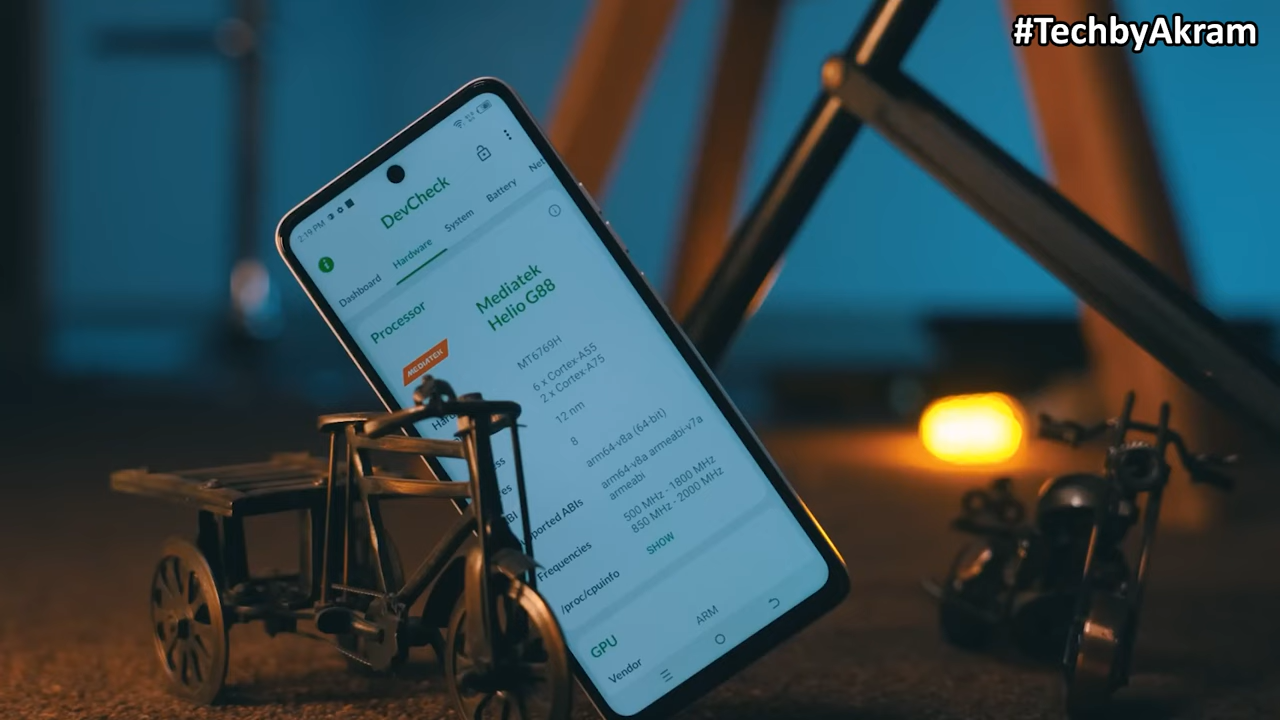 #TechbyAkram
2:19 PM
DevCheck
Dashboard Hardware System Battery Net
Processor
Mediatek
Helio G88
MEDIATEK
MT6769H
6 x Cortex-A55
2 x Cortex-A75
12 nm
8
arm64-v8a (64-bit)
arm64-v8a armeabi-v7a
armeabi
Frequencies 500 MHz - 1800 MHz
850 MHz - 2000 MHz
/proc/cpuinfo SHOW
GPU
Vendor ARM